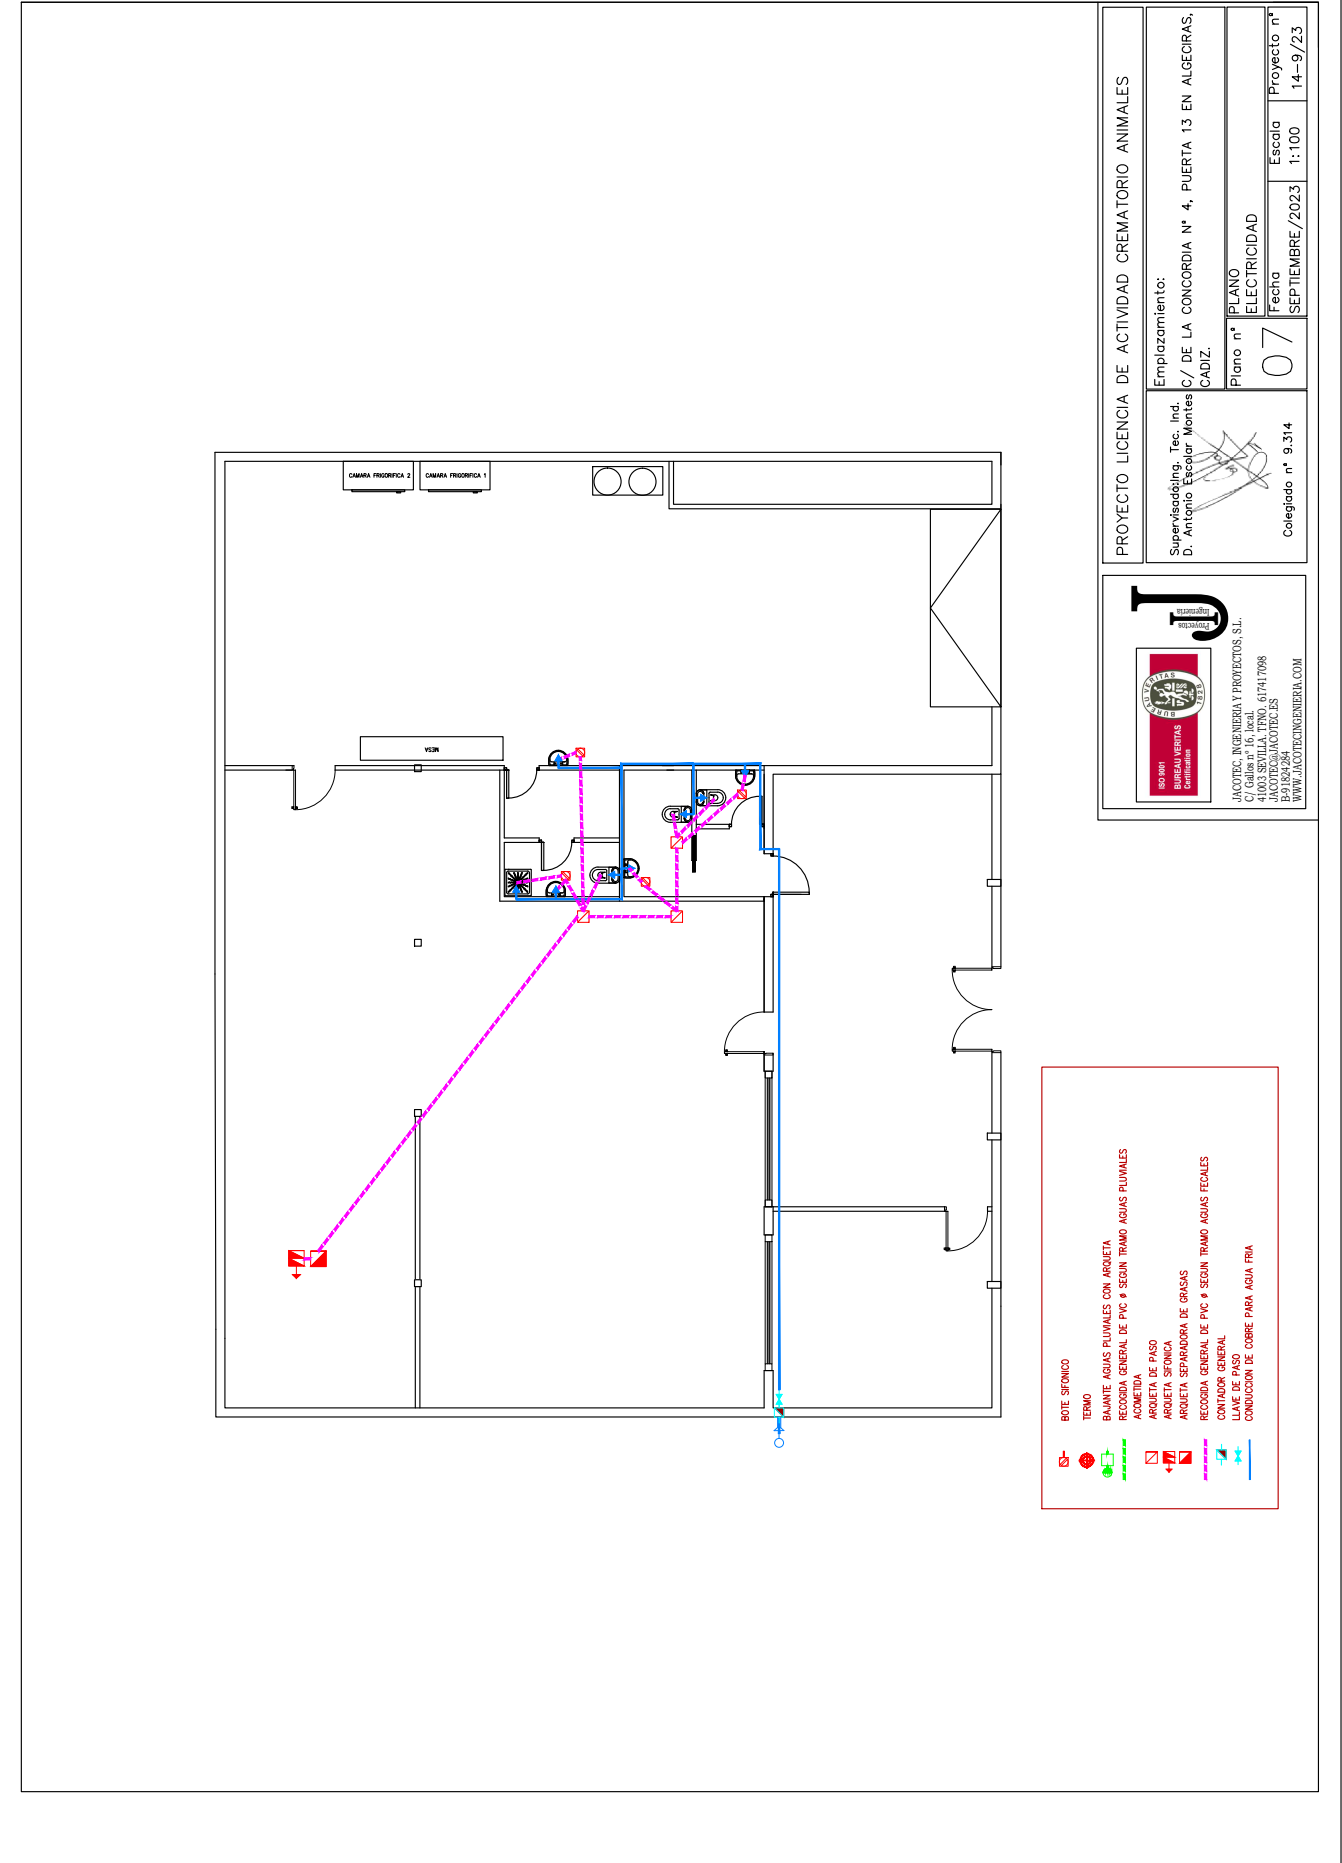 PROYECTO LICENCIA DE ACTIVIDAD CREMATORIO ANIMALES
Emplazamiento:
C/ DE LA CONCORDIA Nº 4, PUERTA 13 EN ALGECIRAS,
CADIZ.
Supervisado:Ing. Tec. Ind.
D. Antonio Escolar Montes
Colegiado nº 9.314
Plano nº
07
PLANO
ELECTRICIDAD
Fecha
SEPTIEMBRE/2023
Escala
1:100
Proyecto nº
14-9/23
Proyectos
Ingeniería
BUREAU VERITAS
1828
ISO 9001
BUREAU VERITAS
Certification
JACOTEC, INGENIERIA Y PROYECTOS, S.L.
C/ Gallos nº 16, local.
41003 SEVILLA. TFNO. 617417098
JACOTEC@JACOTEC.ES
B-91824284
WWW.JACOTECINGENIERIA.COM
CAMARA FRIGORIFICA 2
CAMARA FRIGORIFICA 1
MESA
BOTE SIFONICO
TERMO
BAJANTE AGUAS PLUVIALES CON ARQUETA
RECOGIDA GENERAL DE PVC ø SEGUN TRAMO AGUAS PLUVIALES
ACOMETIDA
ARQUETA DE PASO
ARQUETA SIFONICA
ARQUETA SEPARADORA DE GRASAS
RECOGIDA GENERAL DE PVC ø SEGUN TRAMO AGUAS FECALES
CONTADOR GENERAL
LLAVE DE PASO
CONDUCCION DE COBRE PARA AGUA FRIA